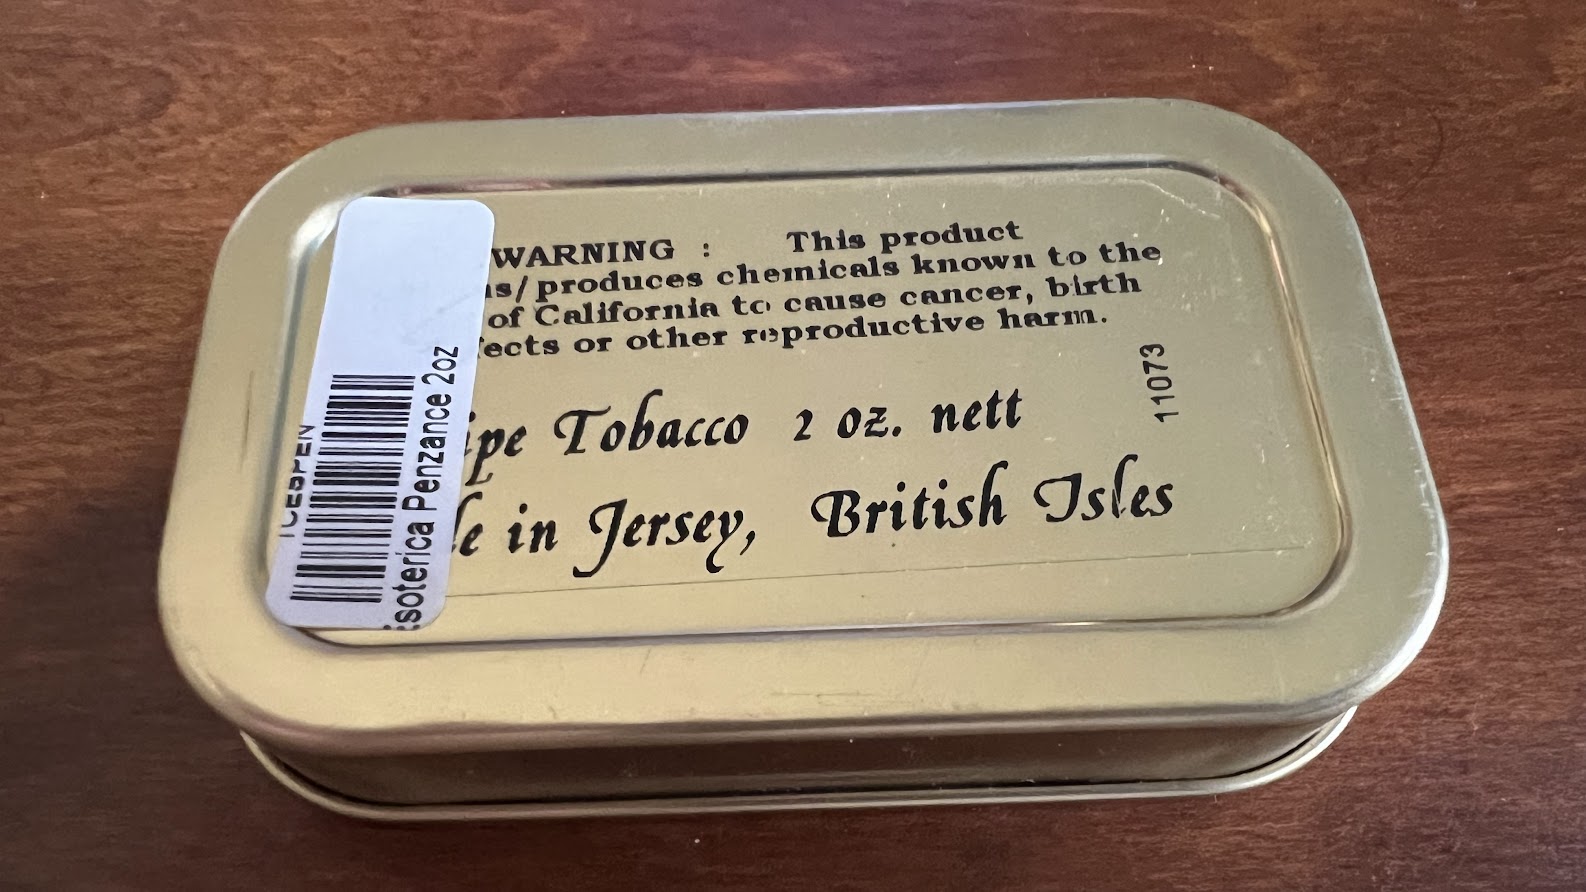 WARNING : This product
ns/produces chemicals known to the
of California to cause cancer, birth
fects or other reproductive harm.
11073
ipe Tobacco 2 oz. nett
de in Jersey, British Isles
TCESPEN
Esoterica Penzance 2oz